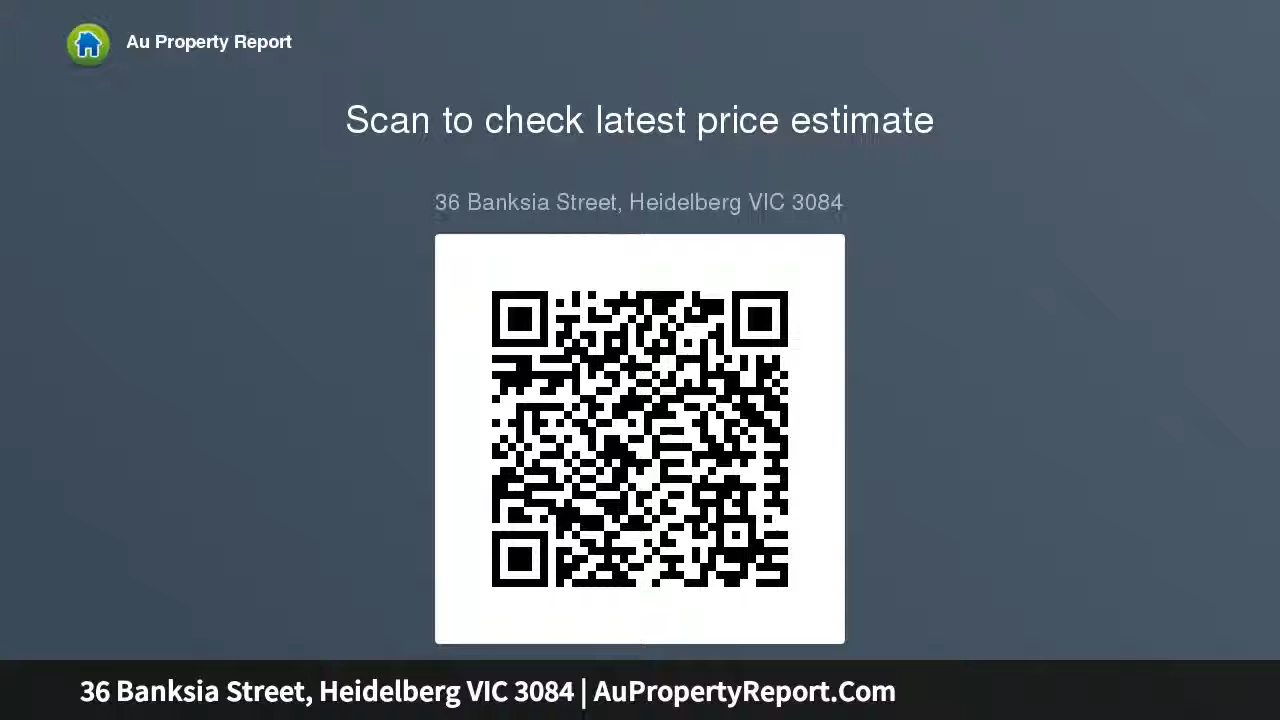 Au Property Report
Scan to check latest price estimate
36 Banksia Street, Heidelberg VIC 3084
36 Banksia Street, Heidelberg VIC 3084 | AuPropertyReport.Com